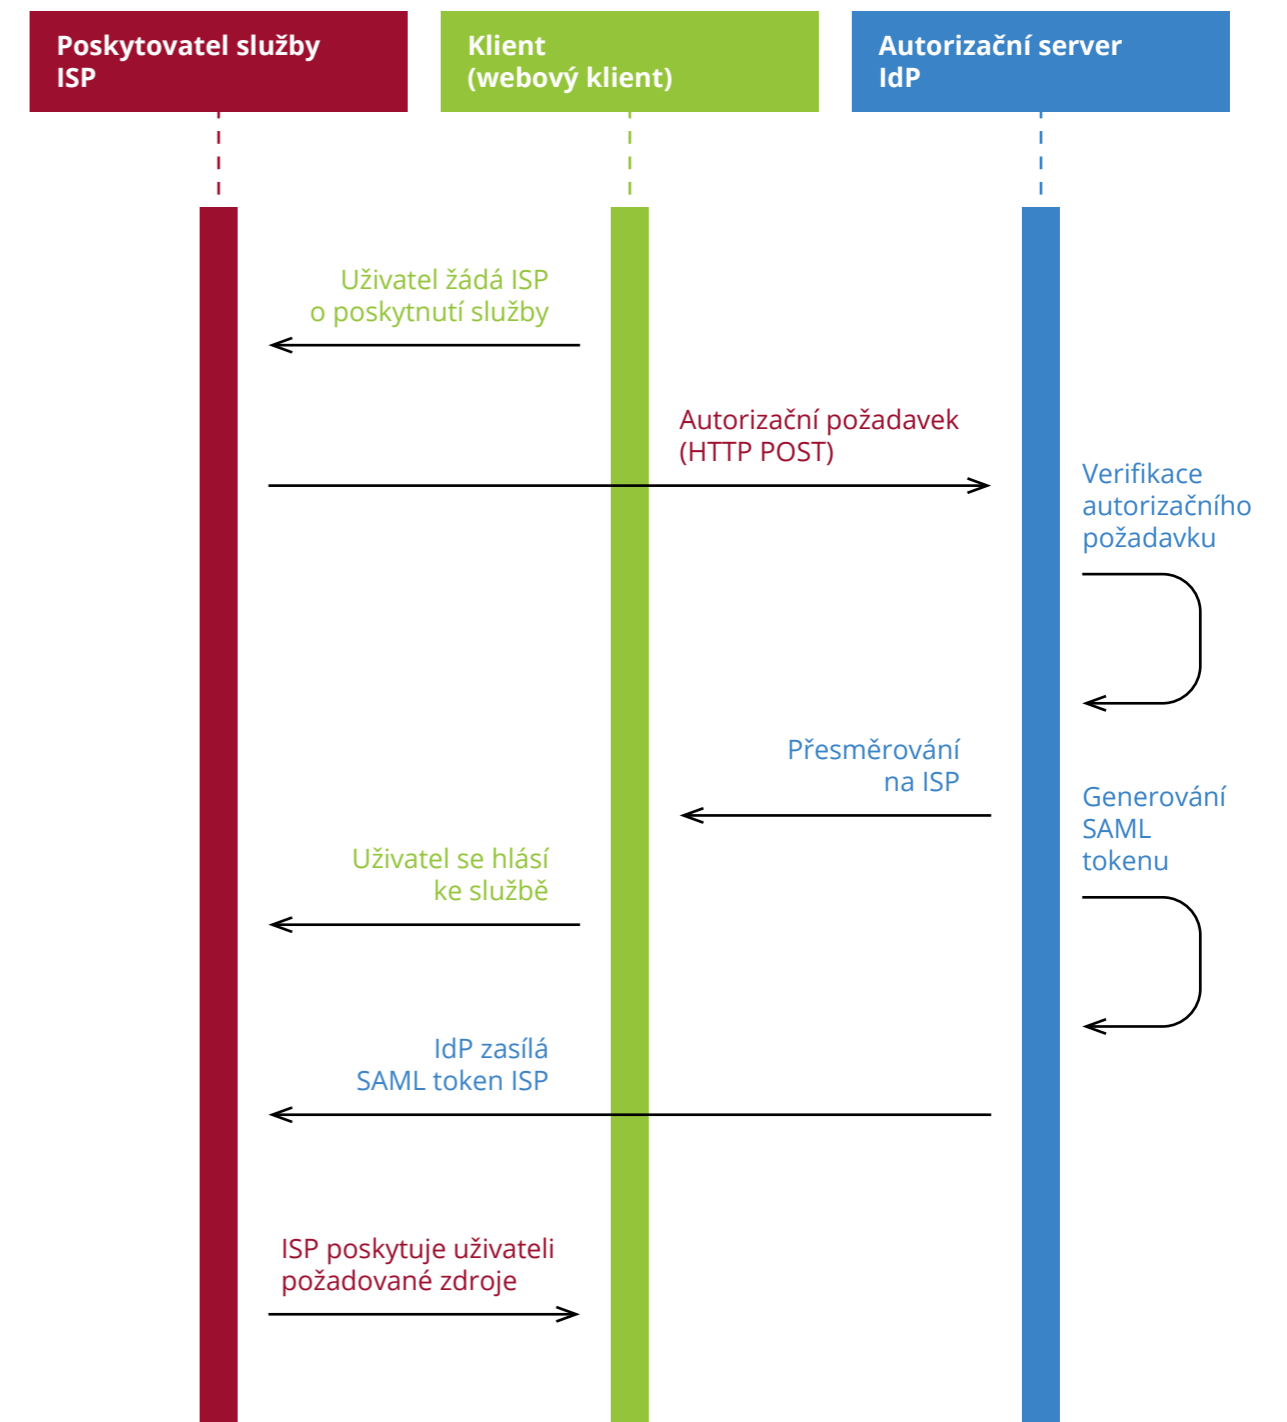 Poskytovatel služby
ISP
Klient
(webový klient)
Autorizační server
IdP
Uživatel žádá ISP
o poskytnutí služby
Autorizační požadavek
(HTTP POST)
Verifikace
autorizačního
požadavku
Přesměrování
na ISP
Generování
SAML
tokenu
Uživatel se hlásí
ke službě
IdP zasílá
SAML token ISP
ISP poskytuje uživateli
požadované zdroje